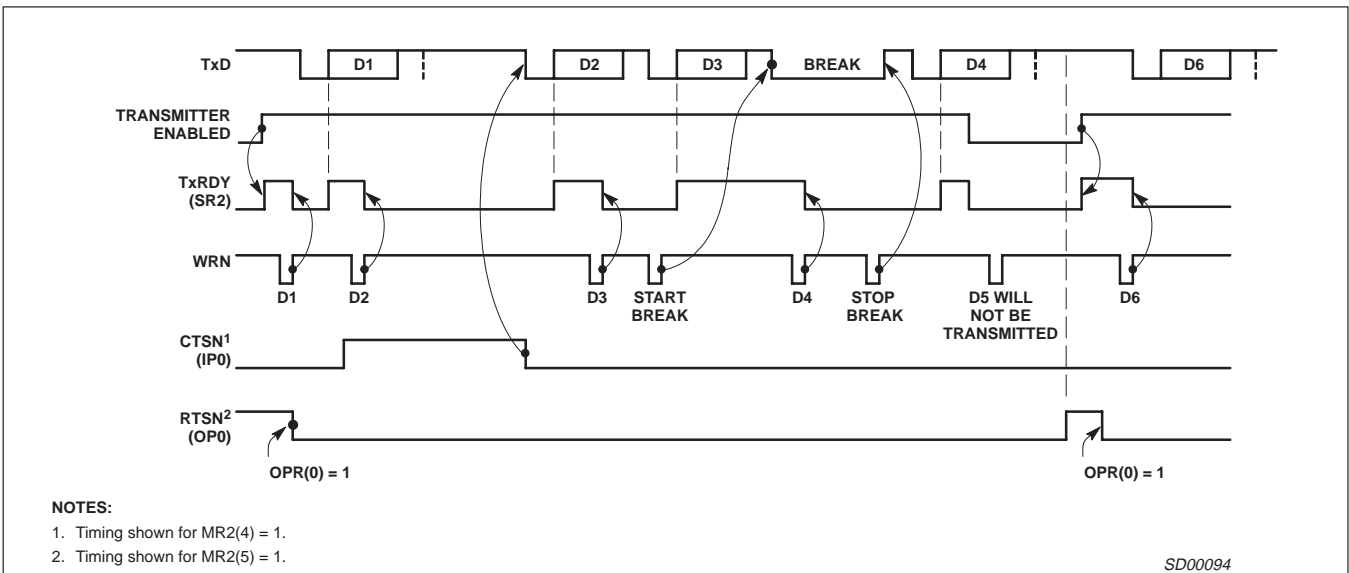 TxD
D1
D2
D3
BREAK
D4
D6
TRANSMITTER
ENABLED
TxRDY
(SR2)
WRN
D1
D2
D3
START
BREAK
D4
STOP
BREAK
D5 WILL
NOT BE
TRANSMITTED
D6
CTSN1
(IP0)
RTSN2
(OP0)
OPR(0) = 1
OPR(0) = 1
NOTES:
1. Timing shown for MR2(4) = 1.
2. Timing shown for MR2(5) = 1.
SD00094